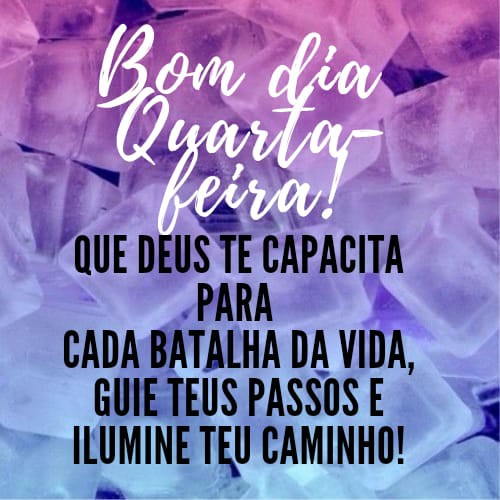 Bom dia
Quarta-
feira!
QUE DEUS TE CAPACITA
PARA
CADA BATALHA DA VIDA,
GUIE TEUS PASSOS E
ILUMINE TEU CAMINHO!